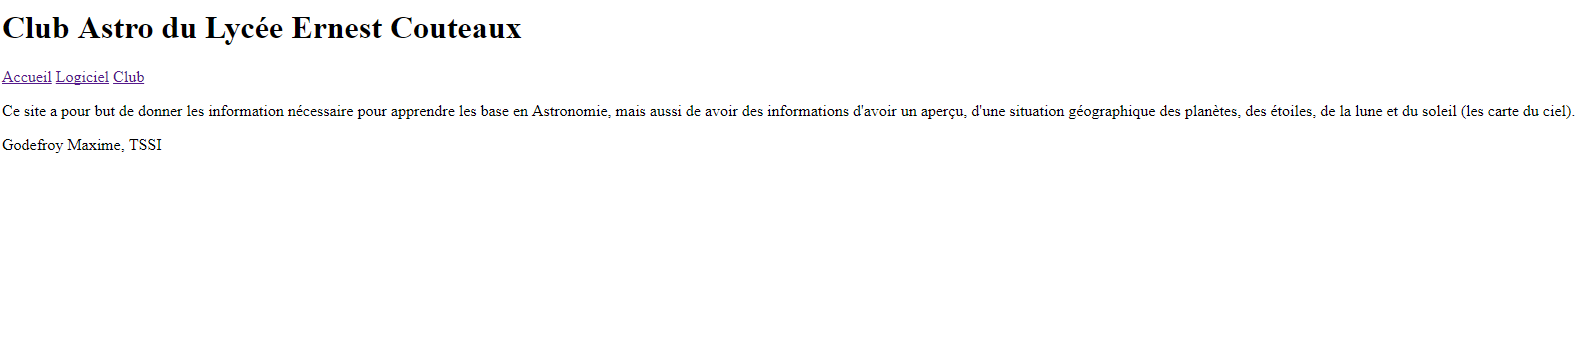 Club Astro du Lycée Ernest Couteaux
Accueil Logiciel Club
Ce site a pour but de donner les information nécessaire pour apprendre les base en Astronomie, mais aussi de avoir des informations d'avoir un aperçu, d'une situation géographique des planètes, des étoiles, de la lune et du soleil (les carte du ciel).
Godefroy Maxime, TSSI